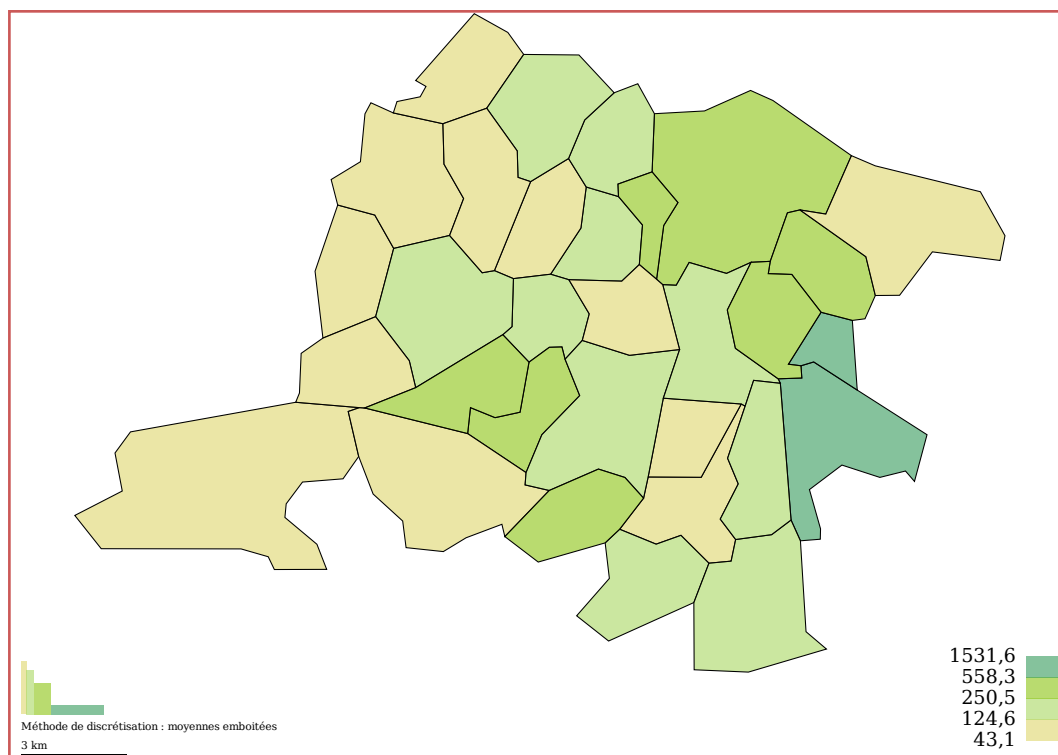 1531,6
558,3
250,5
124,6
43,1
Méthode de discrétisation : moyennes emboitées
3 km